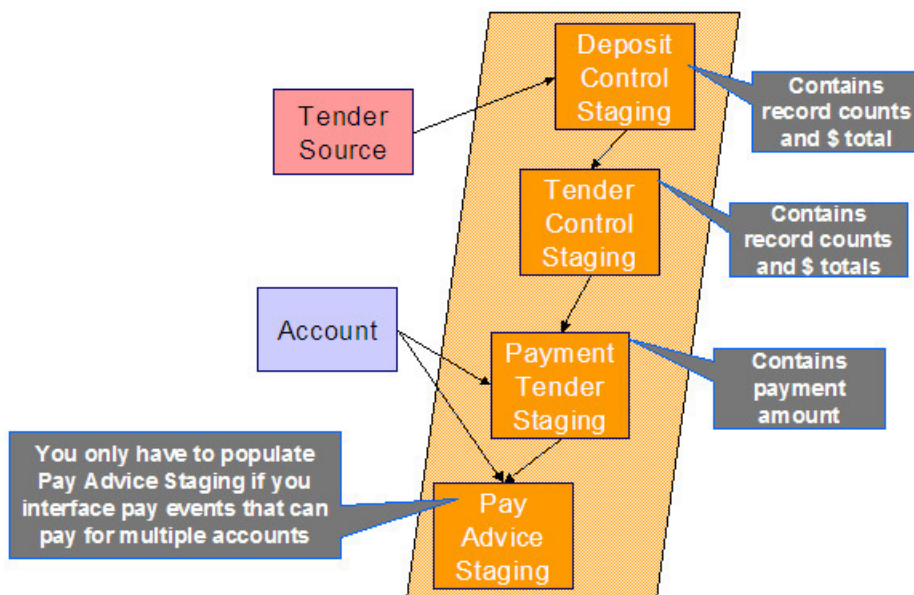 Deposit
Control
Staging
Contains
record counts
and $ total
Tender
Source
Tender
Control
Staging
Contains
record counts
and $ totals
Account
Payment
Tender
Staging
Contains
payment
amount
You only have to populate
Pay Advice Staging if you
interface pay events that can
pay for multiple accounts
Pay
Advice
Staging